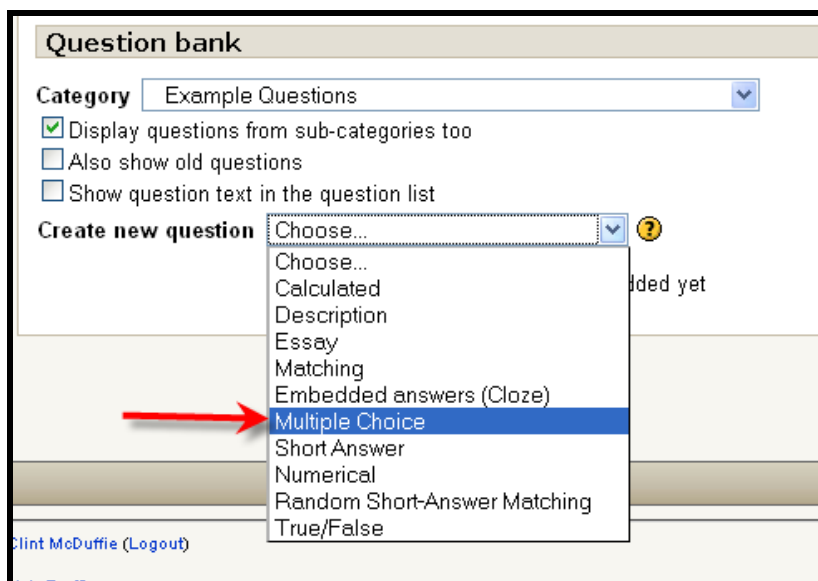 Question bank
Category Example Questions
Display questions from sub-categories too
Also show old questions
Show question text in the question list
Create new question Choose... ?
Choose...
Calculated
yet
Description
Essay
Matching
Embedded answers (Cloze)
Multiple Choice
Short Answer
Numerical
Random Short-Answer Matching
True/False
Clint McDuffie (Logout)